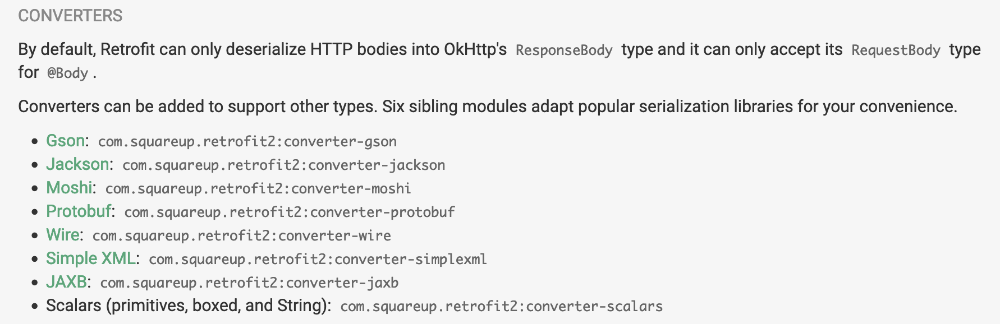 CONVERTERS
By default, Retrofit can only deserialize HTTP bodies into OkHttp's ResponseBody type and it can only accept its RequestBody type
for @Body.
Converters can be added to support other types. Six sibling modules adapt popular serialization libraries for your convenience.
• Gson: com.squareup.retrofit2:converter-gson
• Jackson: com.squareup.retrofit2:converter-jackson
• Moshi: com.squareup.retrofit2:converter-moshi
• Protobuf: com.squareup.retrofit2:converter-protobuf
• Wire: com.squareup.retrofit2:converter-wire
• Simple XML: com.squareup.retrofit2:converter-simplexml
• JAXB: com.squareup.retrofit2:converter-jaxb
• Scalars (primitives, boxed, and String): com.squareup.retrofit2:converter-scalars